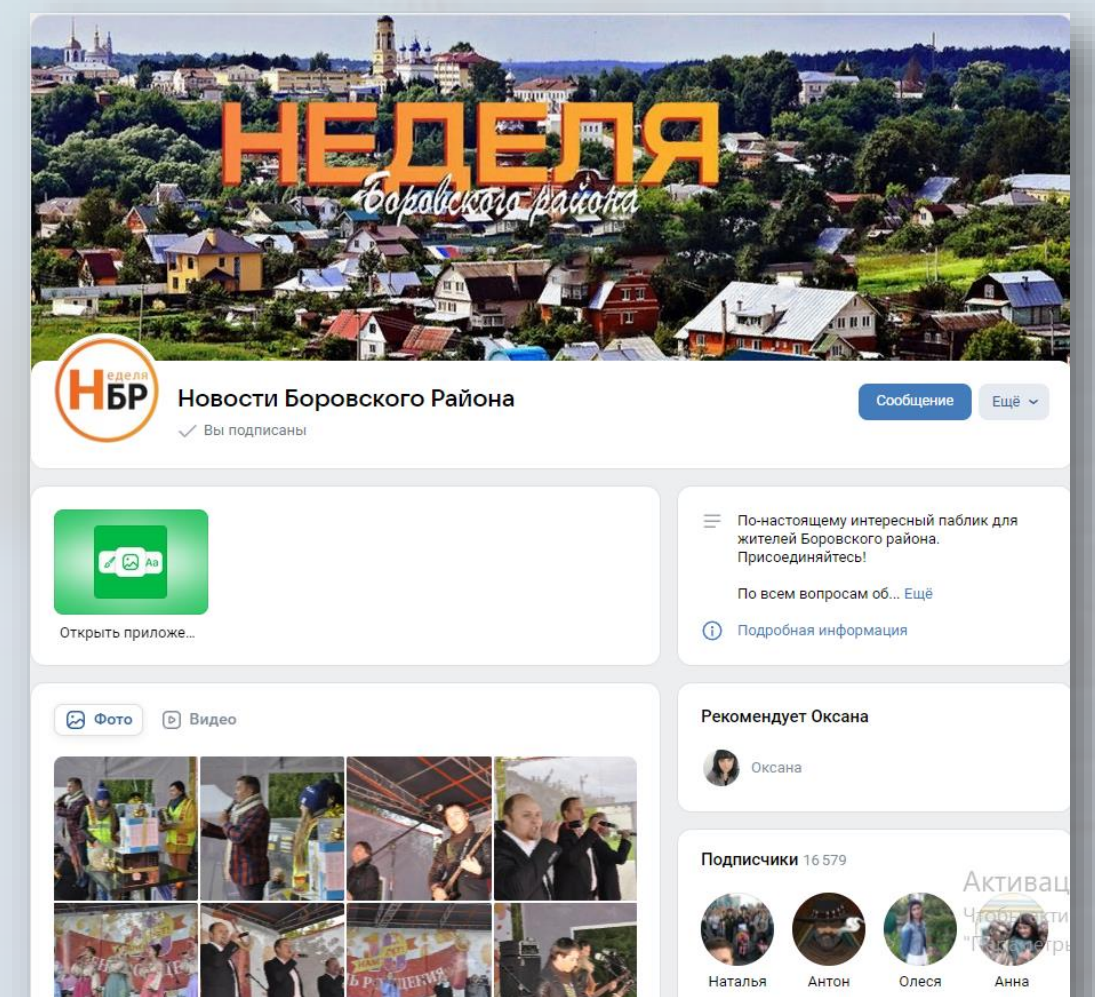 НЕДЕЛЯ
Боровского района
Неделя
БР
Новости Боровского Района
Вы подписаны
Сообщение
Ещё
Аа
Открыть приложе...
По-настоящему интересный паблик для
жителей Боровского района.
Присоединяйтесь!
По всем вопросам об... Ещё
Подробная информация
Фото
Видео
Рекомендует Оксана
Оксана
Подписчики 16 579
Активац
Наталья
Антон
Олеся
Анна